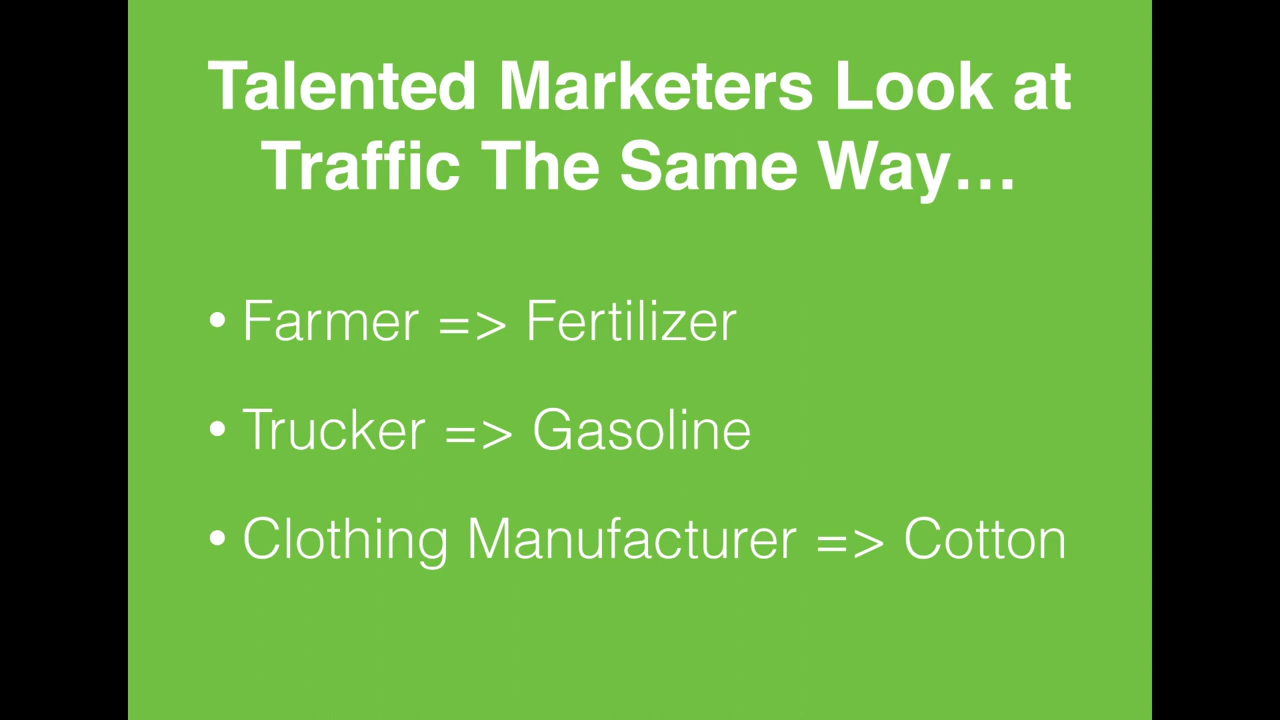 Talented Marketers Look at
Traffic The Same Way…
• Farmer => Fertilizer
• Trucker => Gasoline
• Clothing Manufacturer => Cotton